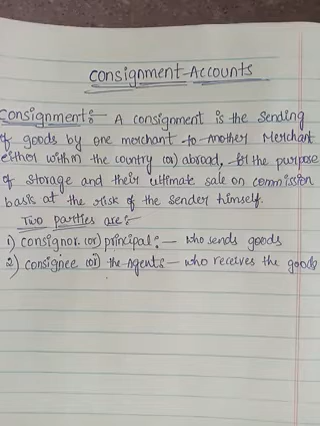 Consignment Accounts
Consignment:- A consignment is the sending
of goods by one merchant to another Merchant
either within the country (or) abroad, for the purpose
of storage and their ultimate sale on commission
basis at the risk of the sender himself.
Two parties are:-
1) consignor (or) principal:- who sends goods
2) consignee (or) the Agents - who receives the goods